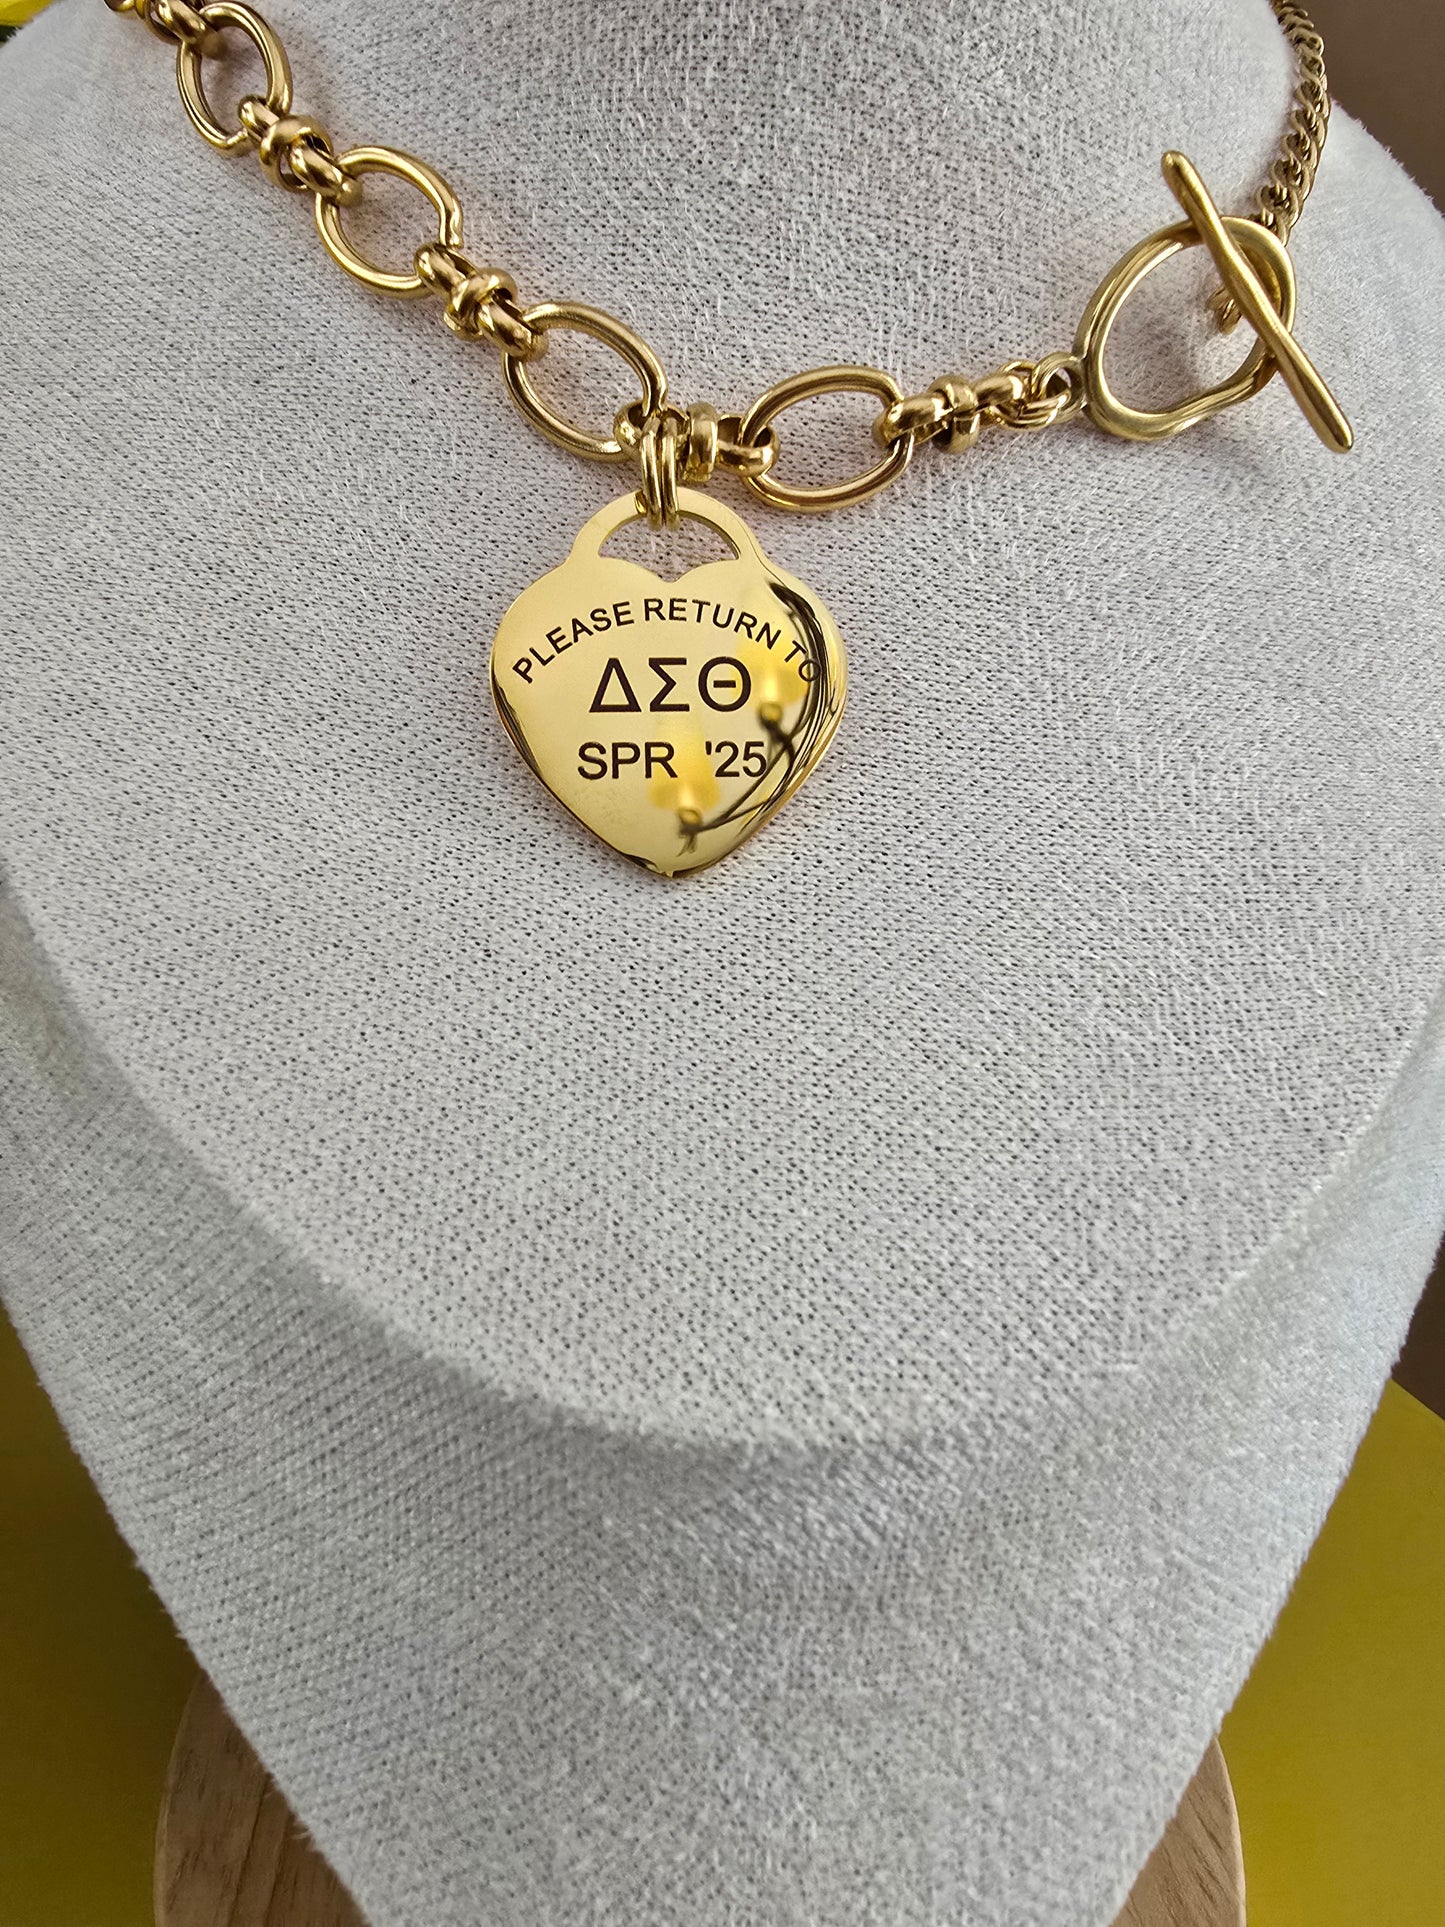 PLEASE RETURN TO
ΔΣΘ
SPR '25